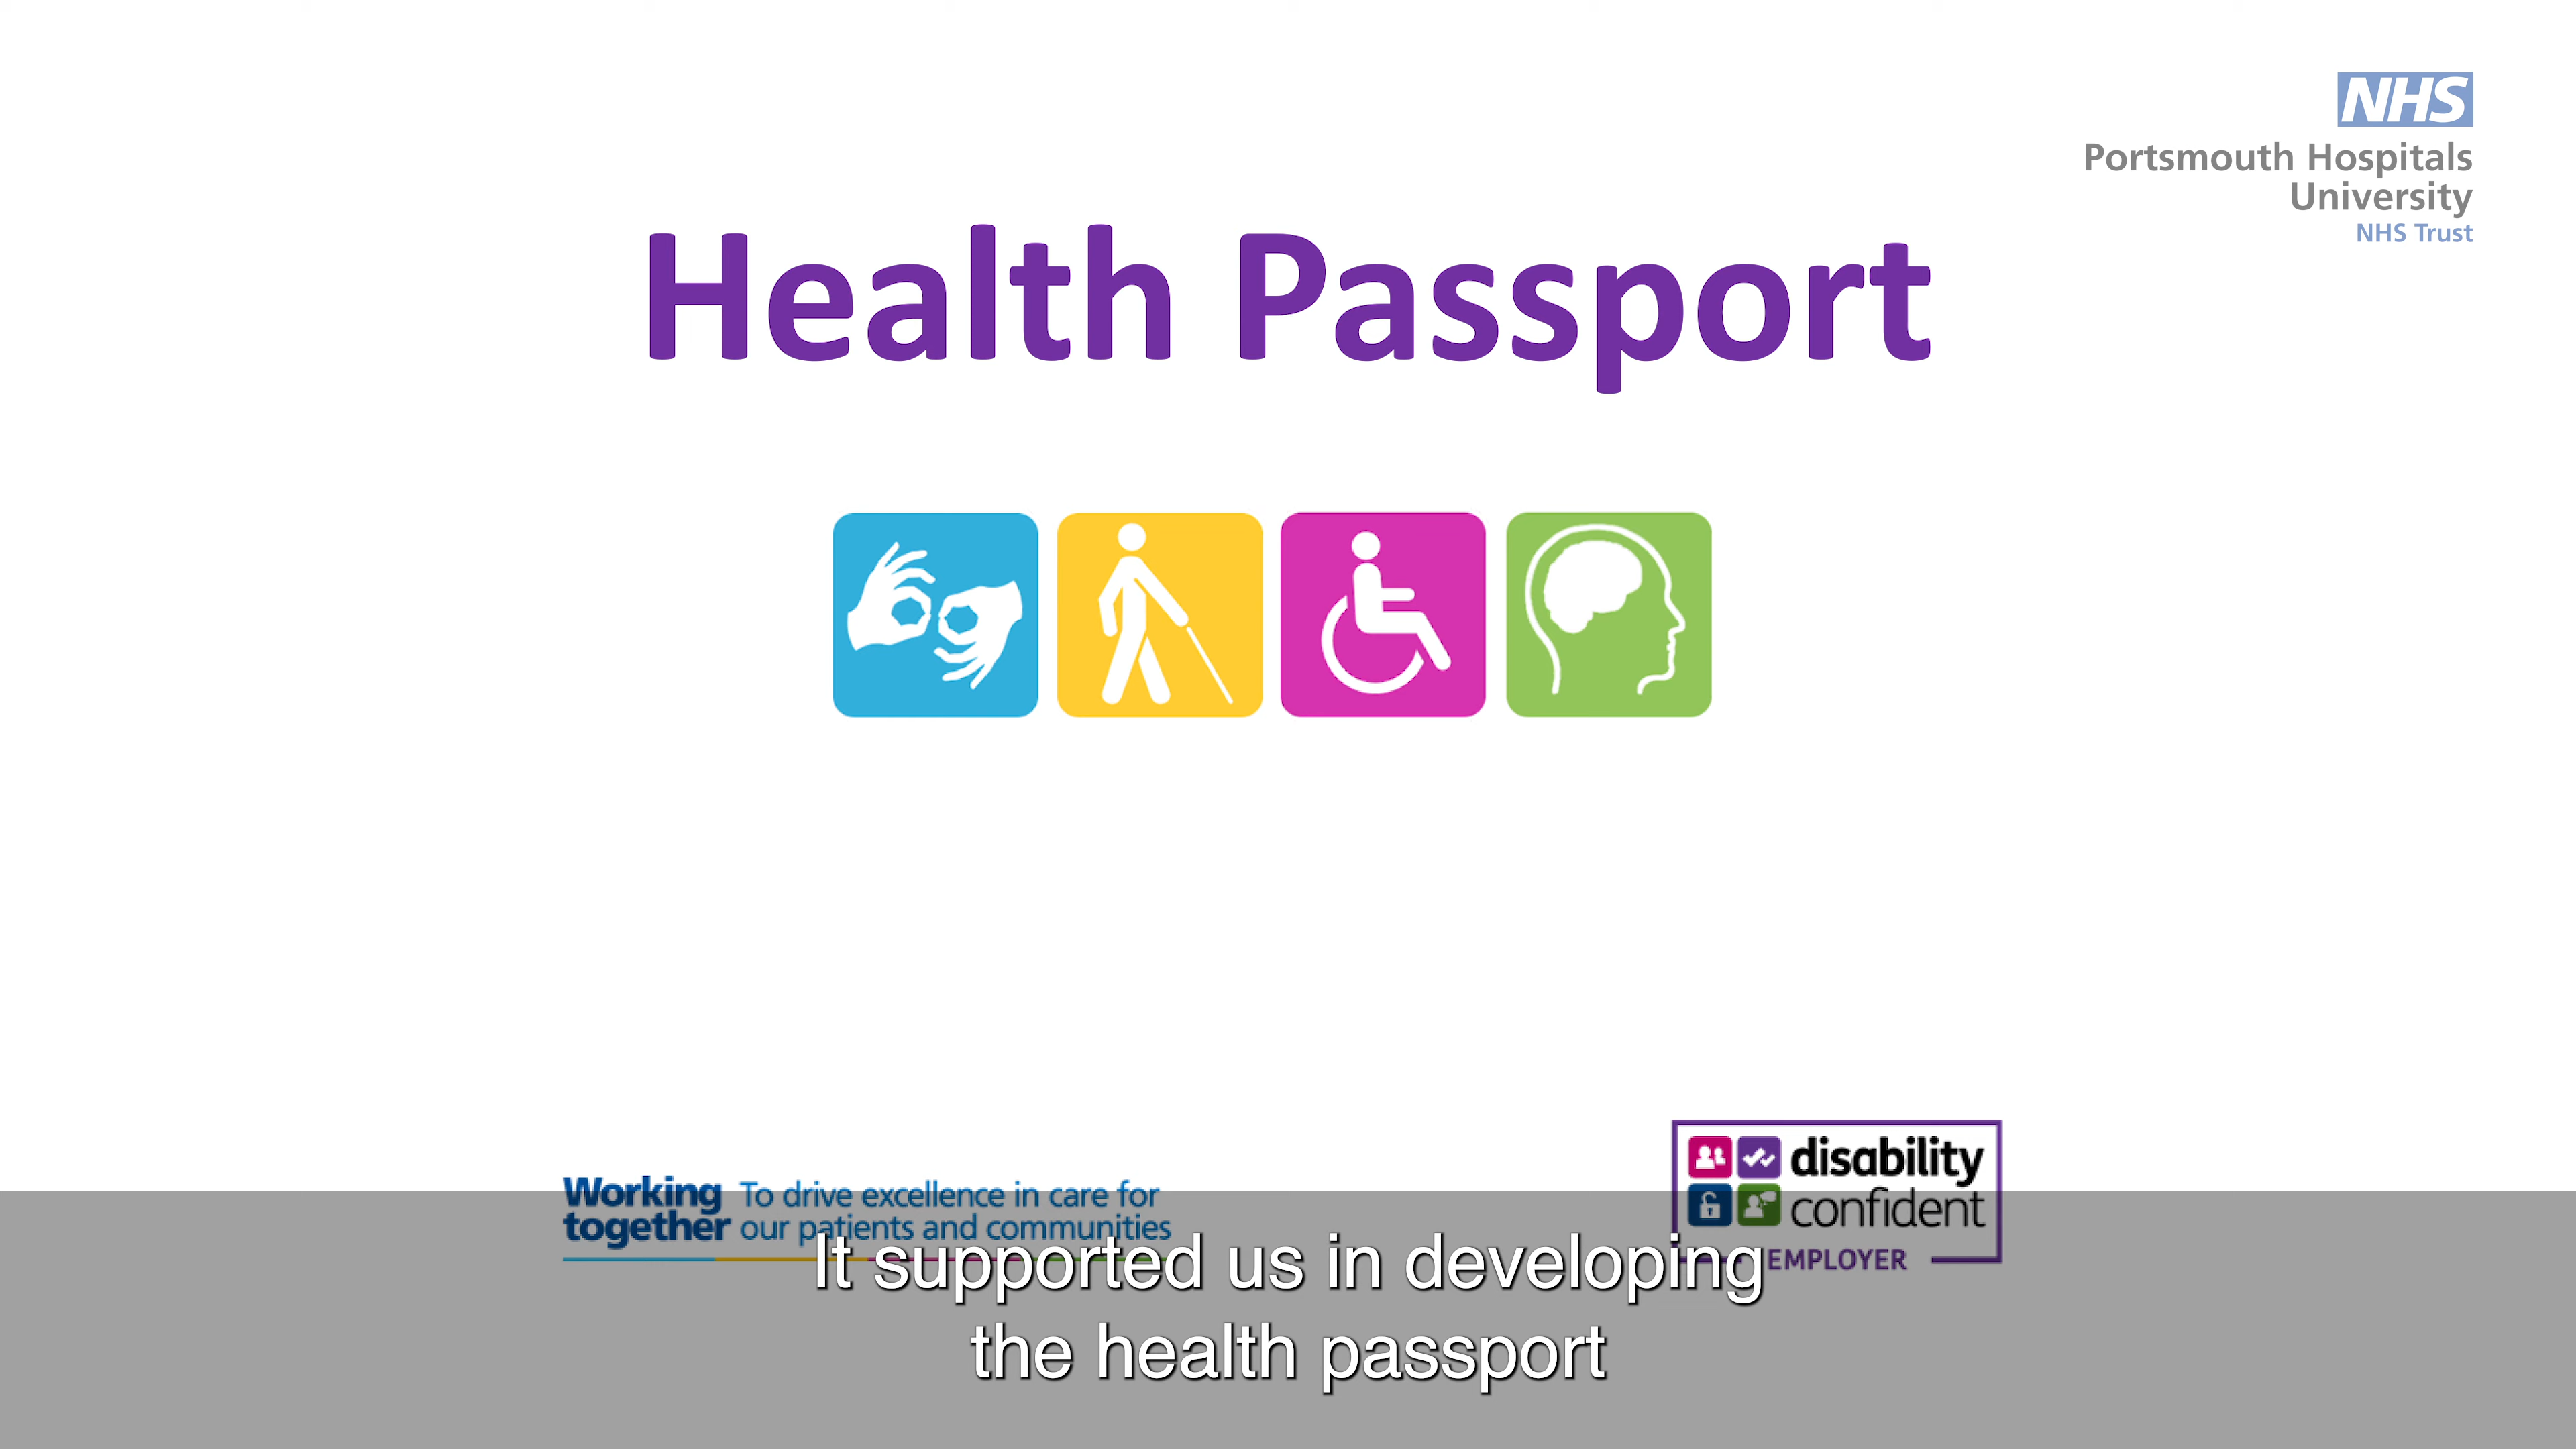 NHS
Portsmouth Hospitals
University
NHS Trust
Health Passport
Working together To drive excellence in care for
our patients and communities
disability
confident
EMPLOYER
It supported us in developing
the health passport